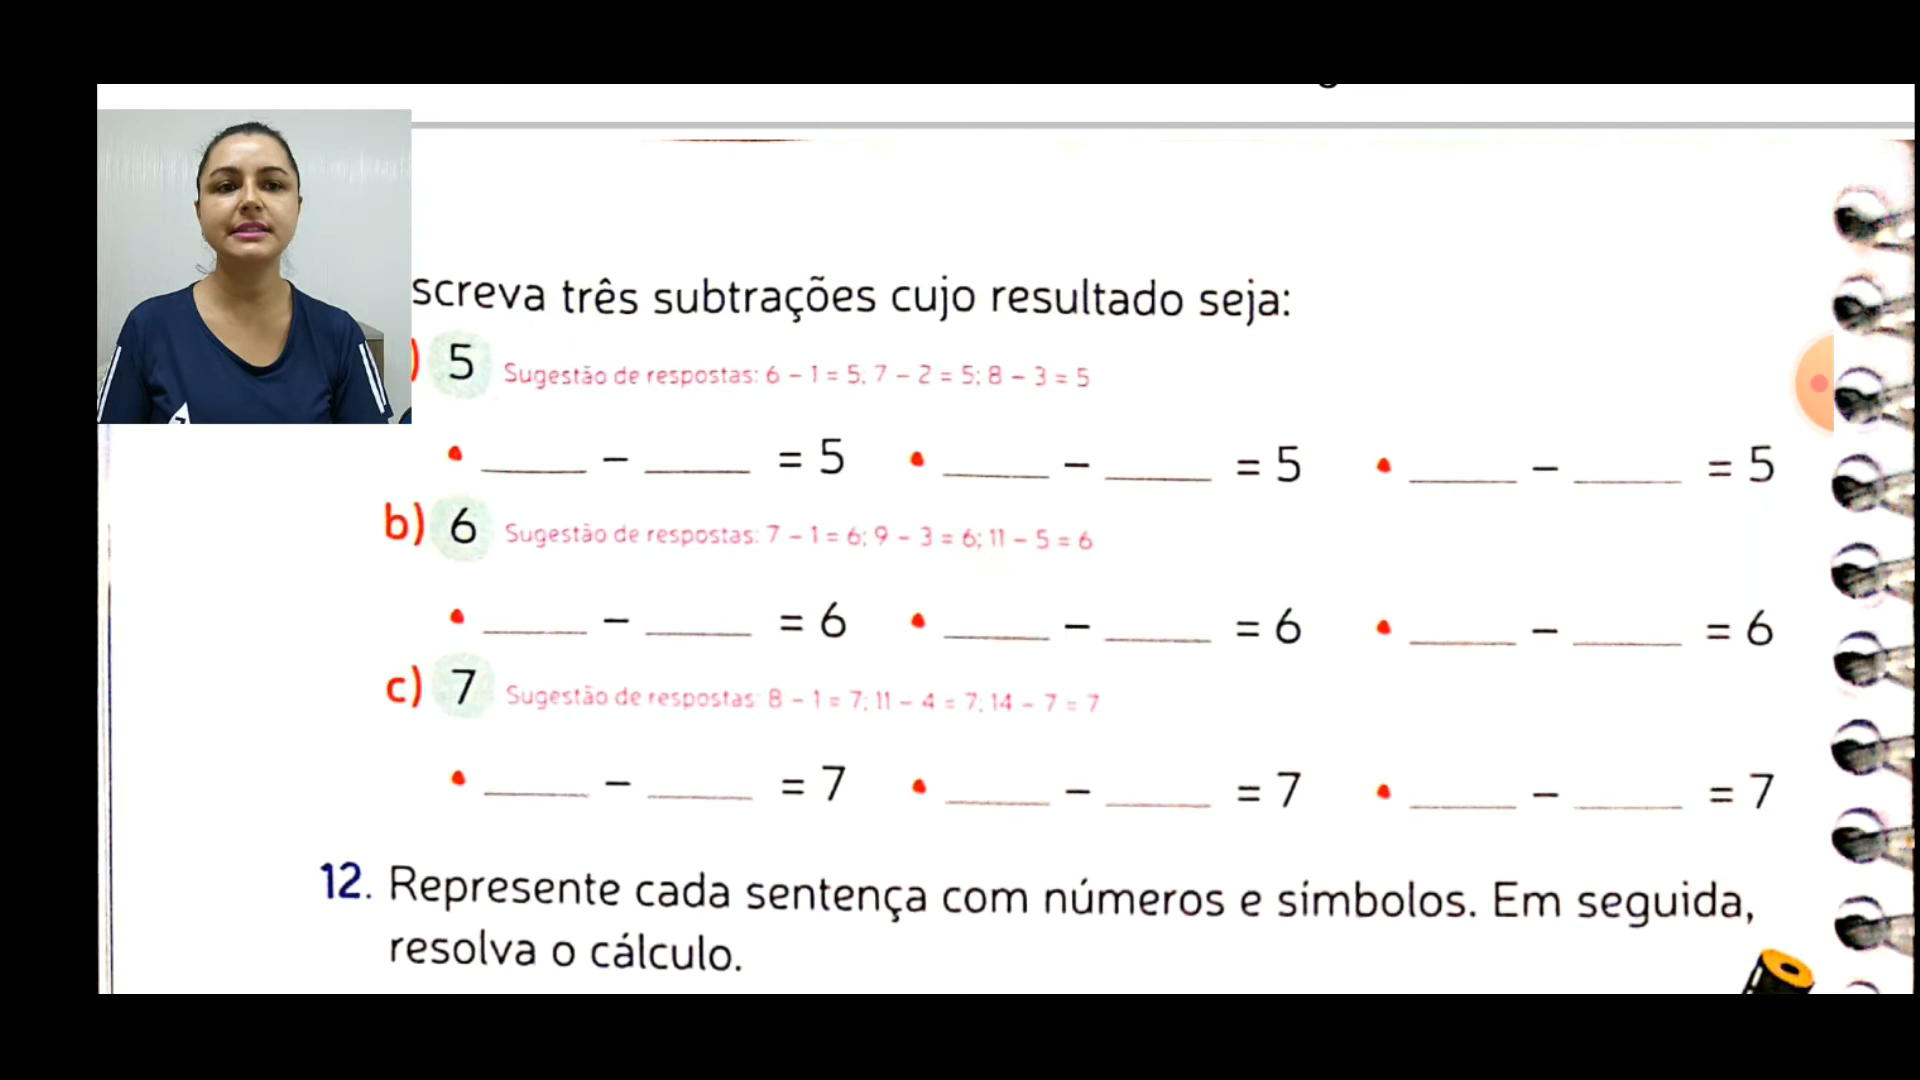 screva três subtrações cujo resultado seja:
) 5 Sugestão de respostas: 6 - 1 = 5, 7 - 2 = 5; 8 - 3 = 5
• ____ - ____ = 5 • ____ - ____ = 5 • ____ - ____ = 5
b) 6 Sugestão de respostas: 7 - 1 = 6; 9 - 3 = 6; 11 - 5 = 6
• ____ - ____ = 6 • ____ - ____ = 6 • ____ - ____ = 6
c) 7 Sugestão de respostas: 8 - 1 = 7; 11 - 4 = 7; 14 - 7 = 7
• ____ - ____ = 7 • ____ - ____ = 7 • ____ - ____ = 7
12. Represente cada sentença com números e símbolos. Em seguida,
resolva o cálculo.